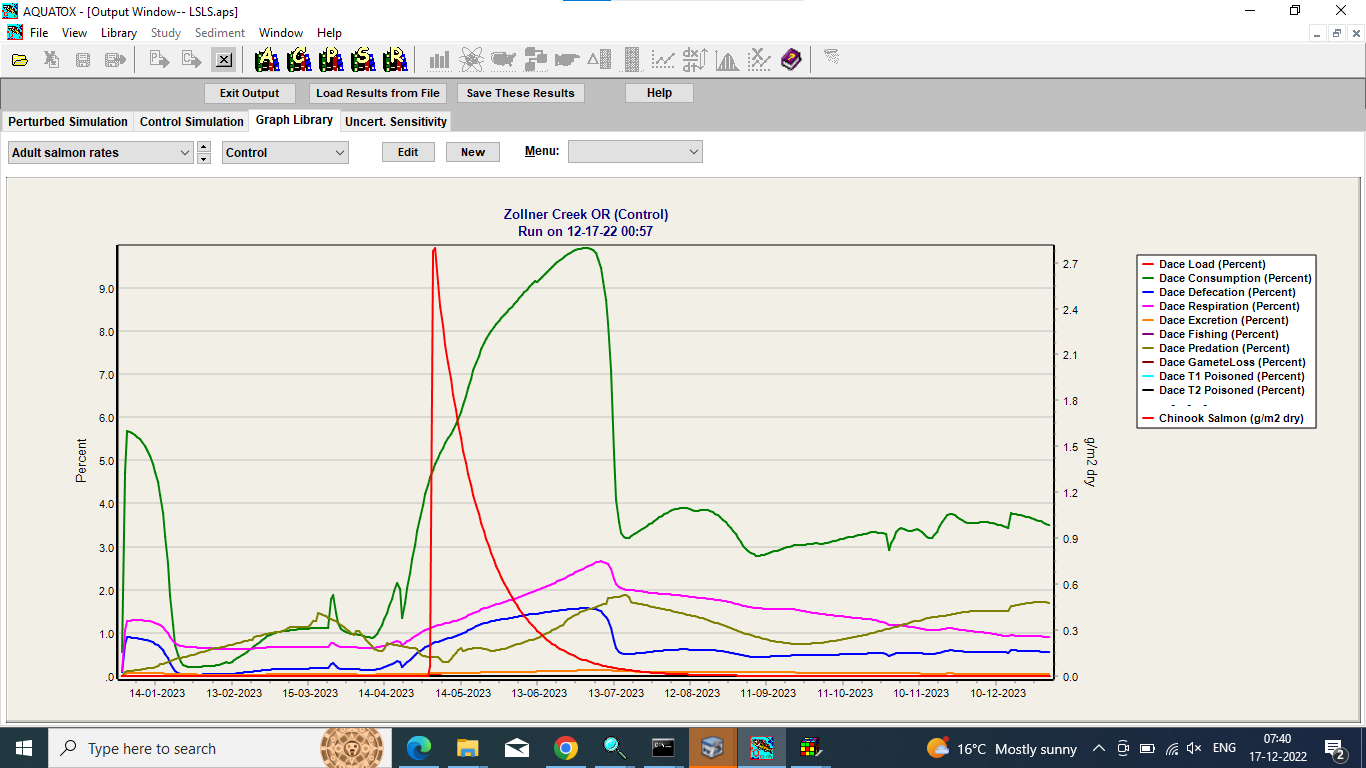 AQUATOX - [Output Window-- LSLS.aps]
File View Library Study Sediment Window Help
A C P S R
Exit Output Load Results from File Save These Results Help
Perturbed Simulation Control Simulation Graph Library Uncert. Sensitivity
Adult salmon rates Control Edit New Menu:
Zollner Creek OR (Control)
Run on 12-17-22 00:57
Percent
9.0
8.0
7.0
6.0
5.0
4.0
3.0
2.0
1.0
.0
2.7
2.4
2.1
1.8
1.5
1.2
0.9
0.6
0.3
0.0
g/m2 dry
14-01-2023 13-02-2023 15-03-2023 14-04-2023 14-05-2023 13-06-2023 13-07-2023 12-08-2023 11-09-2023 11-10-2023 10-11-2023 10-12-2023
Dace Load (Percent)
Dace Consumption (Percent)
Dace Defecation (Percent)
Dace Respiration (Percent)
Dace Excretion (Percent)
Dace Fishing (Percent)
Dace Predation (Percent)
Dace GameteLoss (Percent)
Dace T1 Poisoned (Percent)
Dace T2 Poisoned (Percent)
- - -
Chinook Salmon (g/m2 dry)
Type here to search
16°C Mostly sunny
ENG
07:40
17-12-2022
2